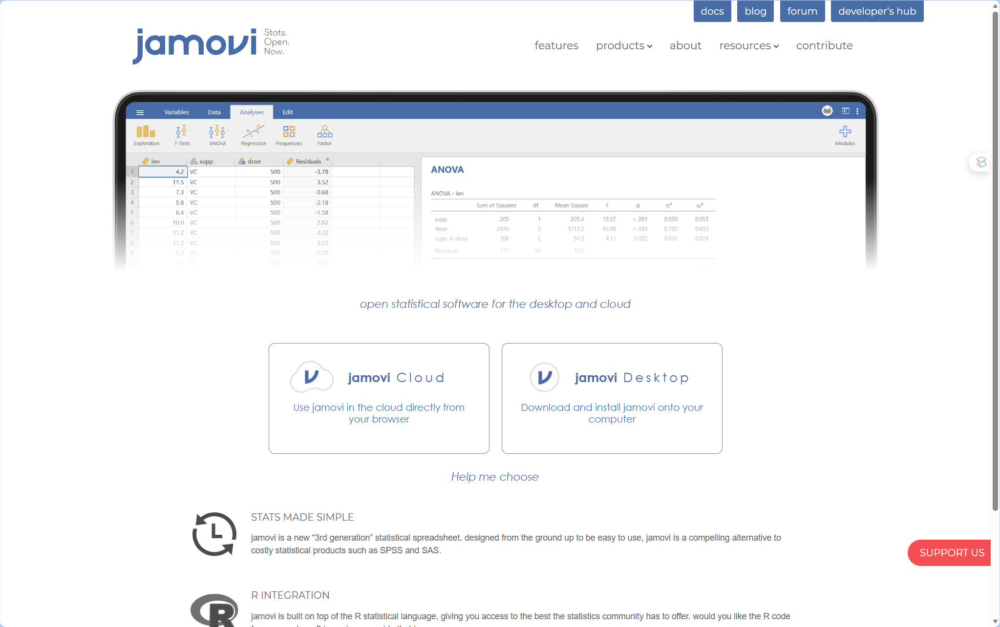 docs blog forum developer's hub
jamovi Stats.
Open.
Now.
features products about resources contribute
Variables Data Analyses Edit
Exploration T-Tests ANOVA Regression Frequencies Factor Modules
len supp dose Residuals
1 4.2 VC 500 -3.78
2 11.5 VC 500 3.52
3 7.3 VC 500 -0.68
4 5.8 VC 500 -2.18
5 6.4 VC 500 -1.58
6 10.0 VC 500 2.02
7 11.2 VC 500 3.22
8 11.2 VC 500 3.22
9 5.2 VC 500 -2.78
10 7.0 VC 500 -0.98
ANOVA
ANOVA - len
Sum of Squares df Mean Square F p η² ω²
supp 205 1 205.4 15.57 < .001 0.059 0.055
dose 2426 2 1213.2 92.00 < .001 0.703 0.693
supp ✻ dose 108 2 54.2 4.11 0.022 0.031 0.024
Residuals 712 54 13.2
open statistical software for the desktop and cloud
jamovi Cloud
Use jamovi in the cloud directly from
your browser
jamovi Desktop
Download and install jamovi onto your
computer
Help me choose
STATS MADE SIMPLE
jamovi is a new “3rd generation” statistical spreadsheet. designed from the ground up to be easy to use, jamovi is a compelling alternative to
costly statistical products such as SPSS and SAS.
SUPPORT US
R INTEGRATION
jamovi is built on top of the R statistical language, giving you access to the best the statistics community has to offer. would you like the R code